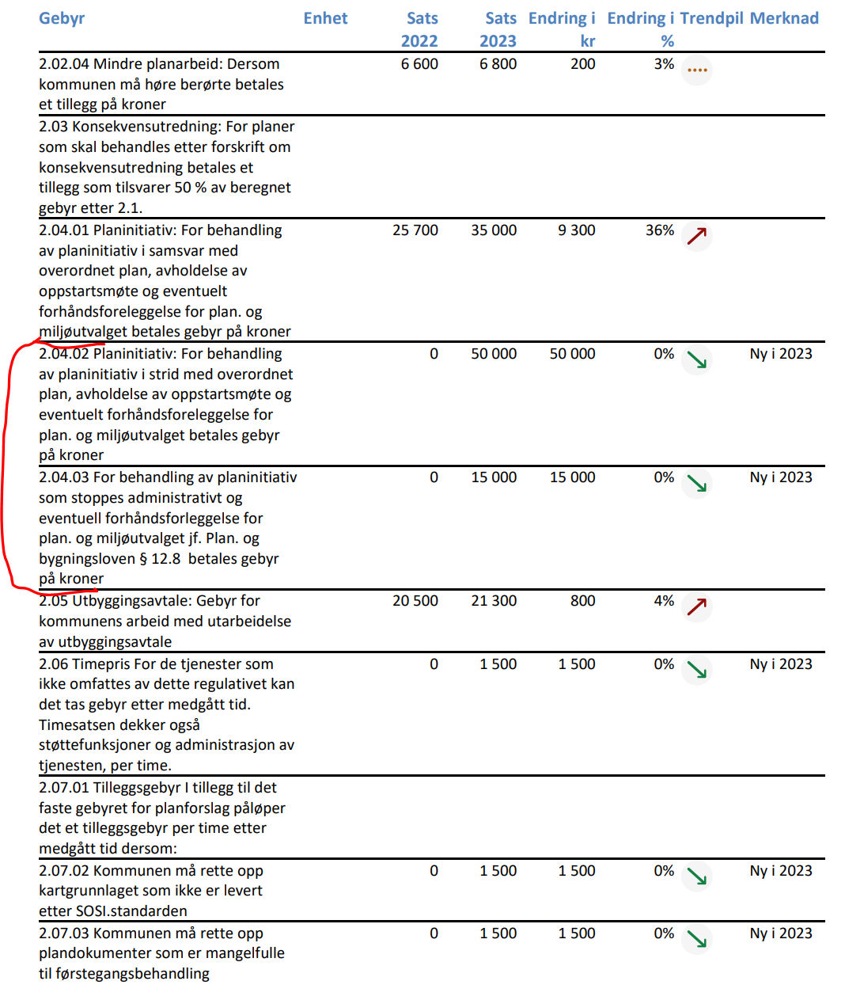 Gebyr Enhet Sats Sats Endring i Endring i Trendpil Merknad
2022 2023 kr %
2.02.04 Mindre planarbeid: Dersom 6 600 6 800 200 3%
kommunen må høre berørte betales
et tillegg på kroner
2.03 Konsekvensutredning: For planer
som skal behandles etter forskrift om
konsekvensutredning betales et
tillegg som tilsvarer 50 % av beregnet
gebyr etter 2.1.
2.04.01 Planinitiativ: For behandling 25 700 35 000 9 300 36%
av planinitiativ i samsvar med
overordnet plan, avholdelse av
oppstartsmøte og eventuelt
forhåndsforeleggelse for plan. og
miljøutvalget betales gebyr på kroner
2.04.02 Planinitiativ: For behandling 0 50 000 50 000 0% Ny i 2023
av planinitiativ i strid med overordnet
plan, avholdelse av oppstartsmøte og
eventuelt forhåndsforeleggelse for
plan. og miljøutvalget betales gebyr
på kroner
2.04.03 For behandling av planinitiativ 0 15 000 15 000 0% Ny i 2023
som stoppes administrativt og
eventuell forhåndsforleggelse for
plan. og miljøutvalget jf. Plan. og
bygningsloven § 12.8 betales gebyr
på kroner
2.05 Utbyggingsavtale: Gebyr for 20 500 21 300 800 4%
kommunens arbeid med utarbeidelse
av utbyggingsavtale
2.06 Timepris For de tjenester som 0 1 500 1 500 0% Ny i 2023
ikke omfattes av dette regulativet kan
det tas gebyr etter medgått tid.
Timesatsen dekker også
støttefunksjoner og administrasjon av
tjenesten, per time.
2.07.01 Tilleggsgebyr I tillegg til det
faste gebyret for planforslag påløper
det et tilleggsgebyr per time etter
medgått tid dersom:
2.07.02 Kommunen må rette opp 0 1 500 1 500 0% Ny i 2023
kartgrunnlaget som ikke er levert
etter SOSI.standarden
2.07.03 Kommunen må rette opp 0 1 500 1 500 0% Ny i 2023
plandokumenter som er mangelfulle
til førstegangsbehandling